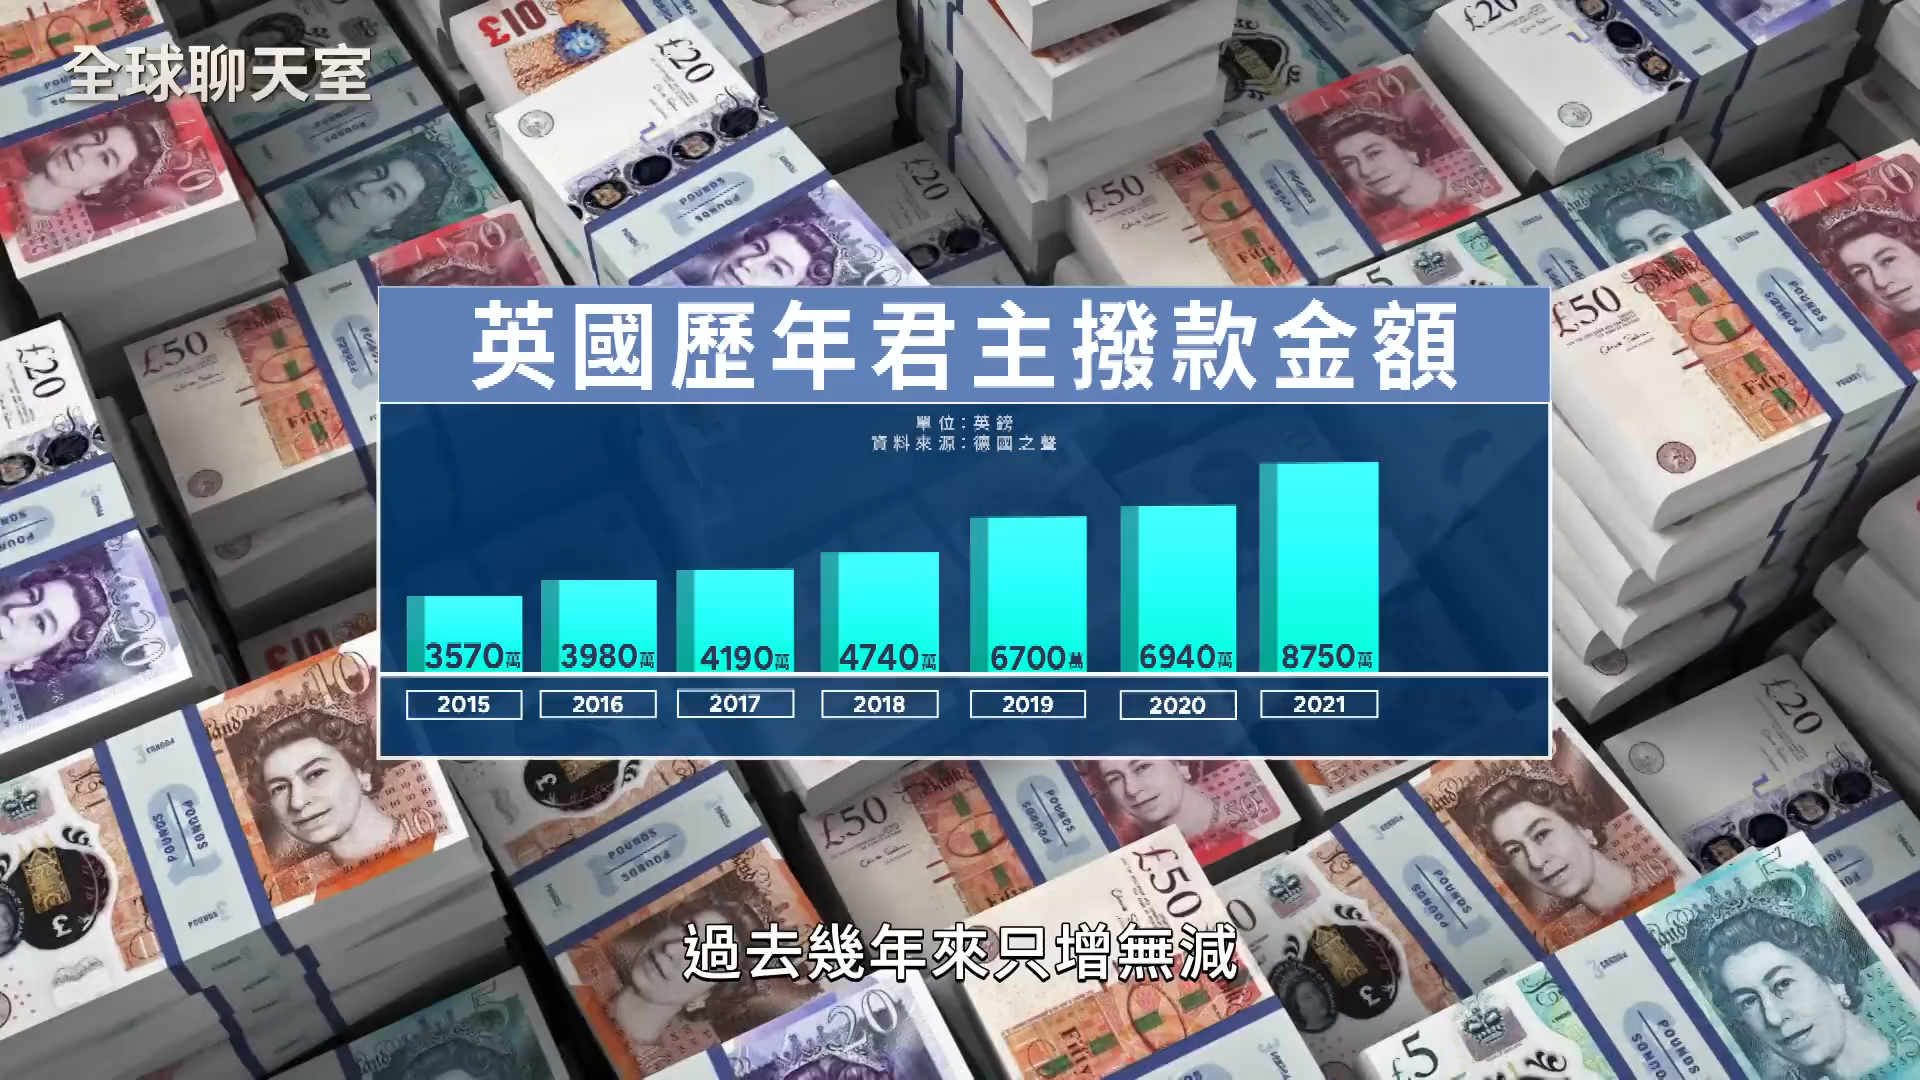 全球聊天室
英國歷年君主撥款金額
單位：英鎊
資料來源：德國之聲
3570萬 3980萬 4190萬 4740萬 6700萬 6940萬 8750萬
2015 2016 2017 2018 2019 2020 2021
過去幾年來只增無減